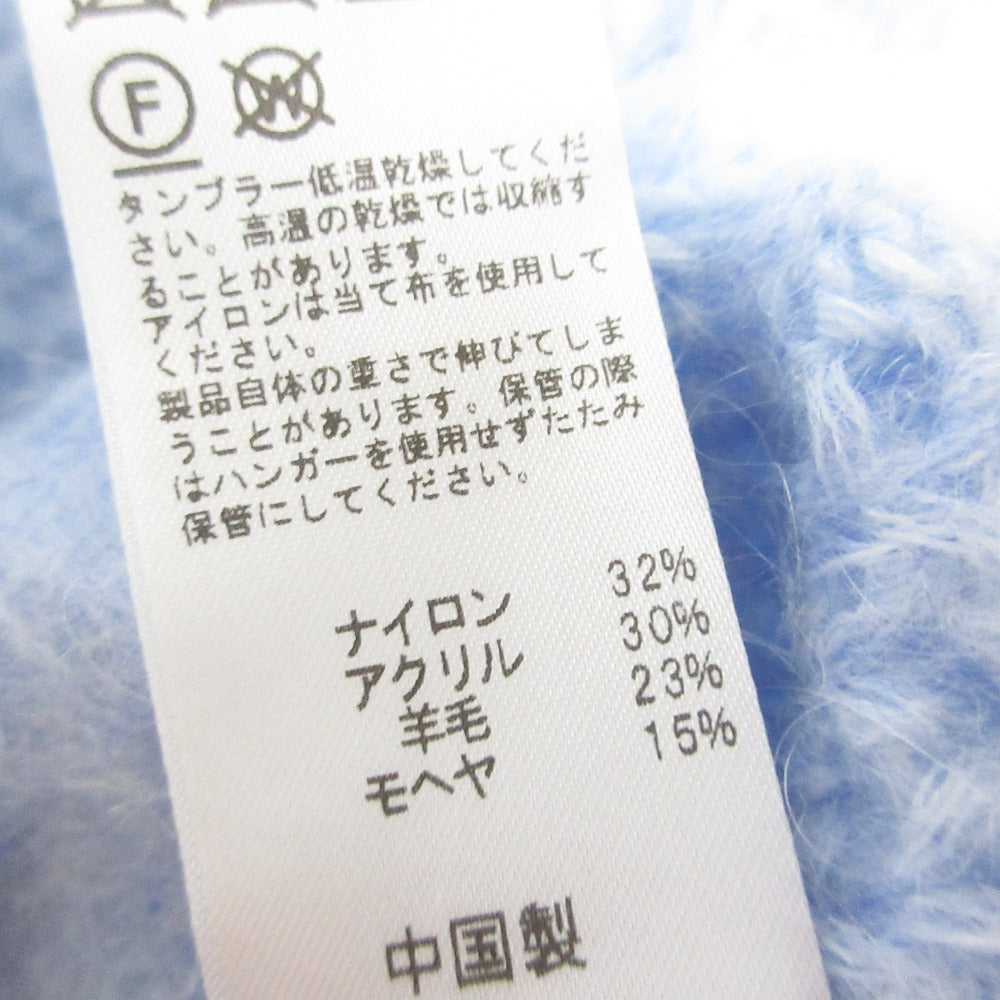 F
W
タンブラー低温乾燥してくだ
さい。高温の乾燥では収縮す
ることがあります。
アイロンは当て布を使用して
ください。
製品自体の重さで伸びてしま
うことがあります。保管の際
はハンガーを使用せずたたみ
保管にしてください。
ナイロン 32%
アクリル 30%
羊毛 23%
モヘヤ 15%
中国製